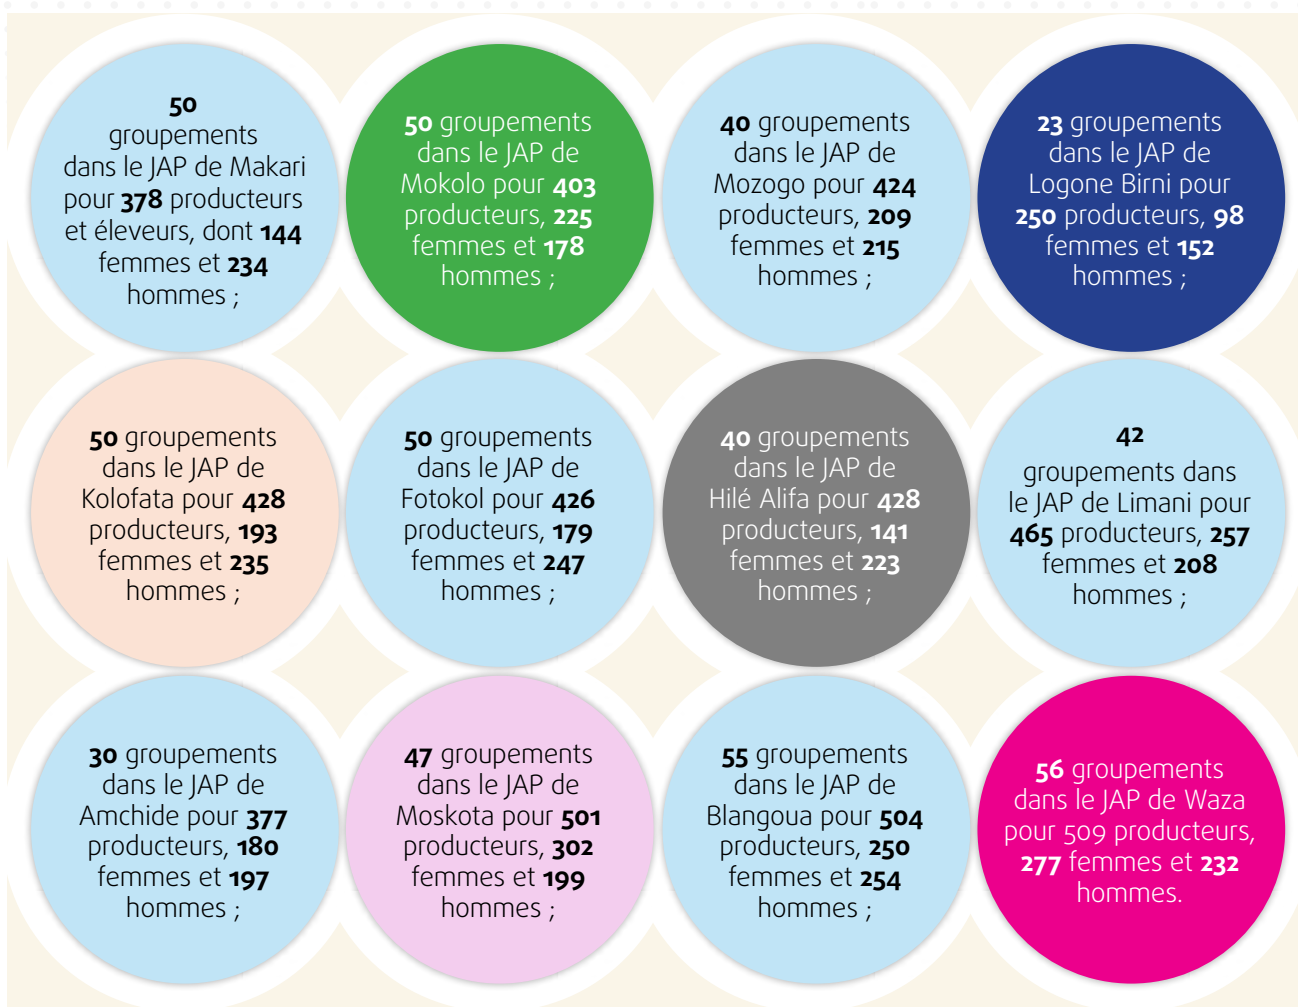 50
groupements
dans le JAP de Makari
pour 378 producteurs
et éleveurs, dont 144
femmes et 234
hommes ;
50 groupements
dans le JAP de
Mokolo pour 403
producteurs, 225
femmes et 178
hommes ;
40 groupements
dans le JAP de
Mozogo pour 424
producteurs, 209
femmes et 215
hommes ;
23 groupements
dans le JAP de
Logone Birni pour
250 producteurs, 98
femmes et 152
hommes ;
50 groupements
dans le JAP de
Kolofata pour 428
producteurs, 193
femmes et 235
hommes ;
50 groupements
dans le JAP de
Fotokol pour 426
producteurs, 179
femmes et 247
hommes ;
40 groupements
dans le JAP de
Hilé Alifa pour 428
producteurs, 141
femmes et 223
hommes ;
42
groupements dans
le JAP de Limani pour
465 producteurs, 257
femmes et 208
hommes ;
30 groupements
dans le JAP de
Amchide pour 377
producteurs, 180
femmes et 197
hommes ;
47 groupements
dans le JAP de
Moskota pour 501
producteurs, 302
femmes et 199
hommes ;
55 groupements
dans le JAP de
Blangoua pour 504
producteurs, 250
femmes et 254
hommes ;
56 groupements
dans le JAP de Waza
pour 509 producteurs,
277 femmes et 232
hommes.